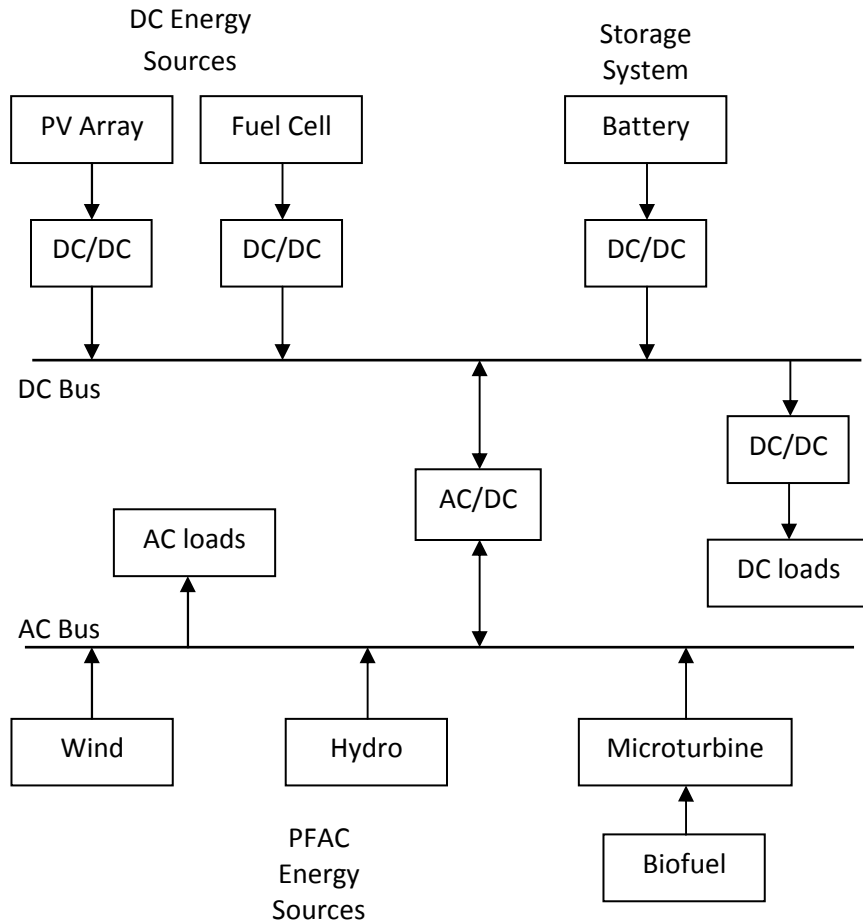 DC Energy
Sources
Storage
System
PV Array
Fuel Cell
Battery
DC/DC
DC/DC
DC/DC
DC Bus
DC/DC
AC/DC
AC loads
DC loads
AC Bus
Wind
Hydro
Microturbine
PFAC
Energy
Sources
Biofuel